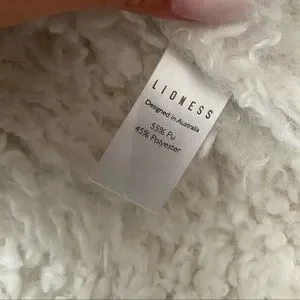 LIONESS
Designed in Australia
55% Pu
45% Polyester